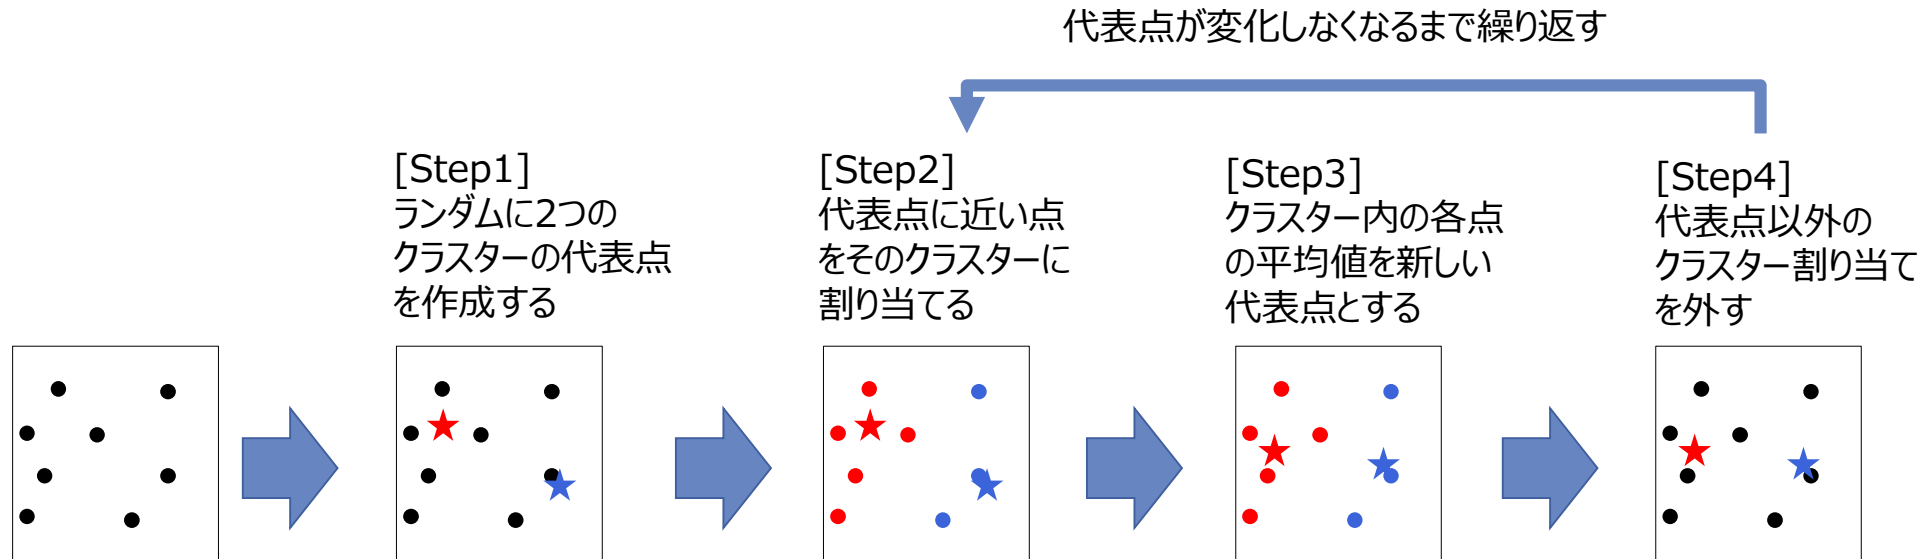 代表点が変化しなくなるまで繰り返す
[Step1]
ランダムに2つの
クラスターの代表点
を作成する
[Step2]
代表点に近い点
をそのクラスターに
割り当てる
[Step3]
クラスター内の各点
の平均値を新しい
代表点とする
[Step4]
代表点以外の
クラスター割り当て
を外す